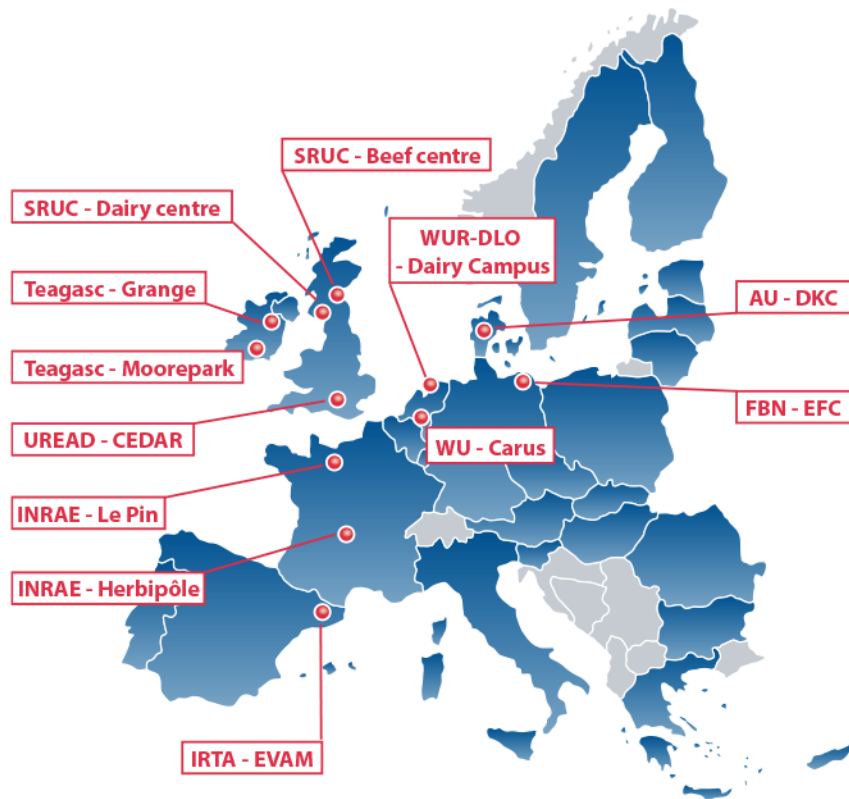 SRUC - Beef centre
SRUC - Dairy centre
WUR-DLO
- Dairy Campus
Teagasc - Grange
AU - DKC
Teagasc - Moorepark
FBN - EFC
UREAD - CEDAR
WU - Carus
INRAE - Le Pin
INRAE - Herbipôle
IRTA - EVAM